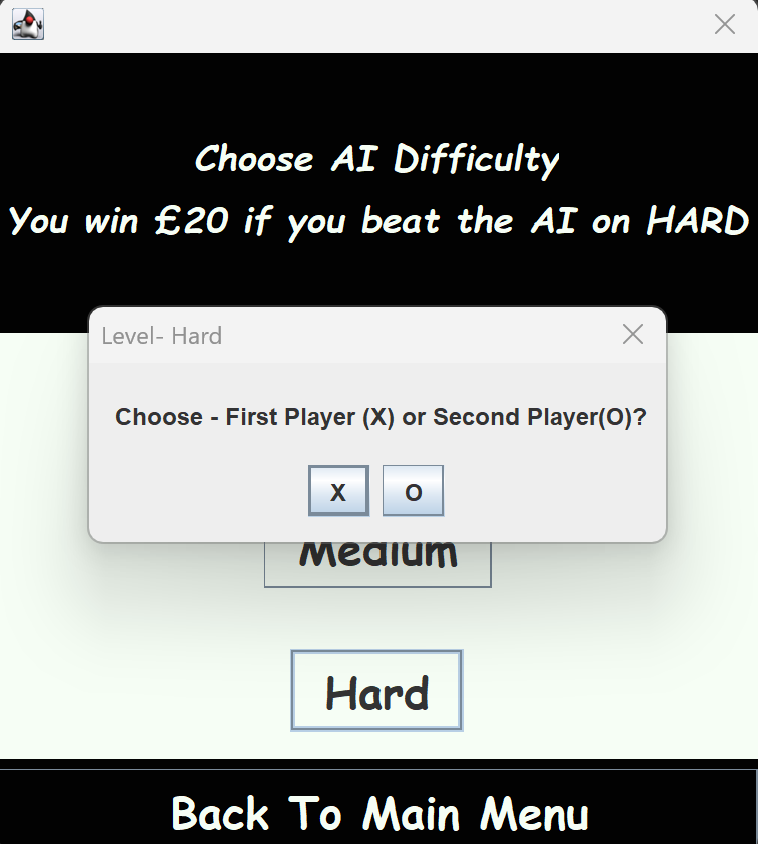 Choose AI Difficulty
You win £20 if you beat the AI on HARD
Level- Hard
Choose - First Player (X) or Second Player(O)?
X O
Medium
Hard
Back To Main Menu